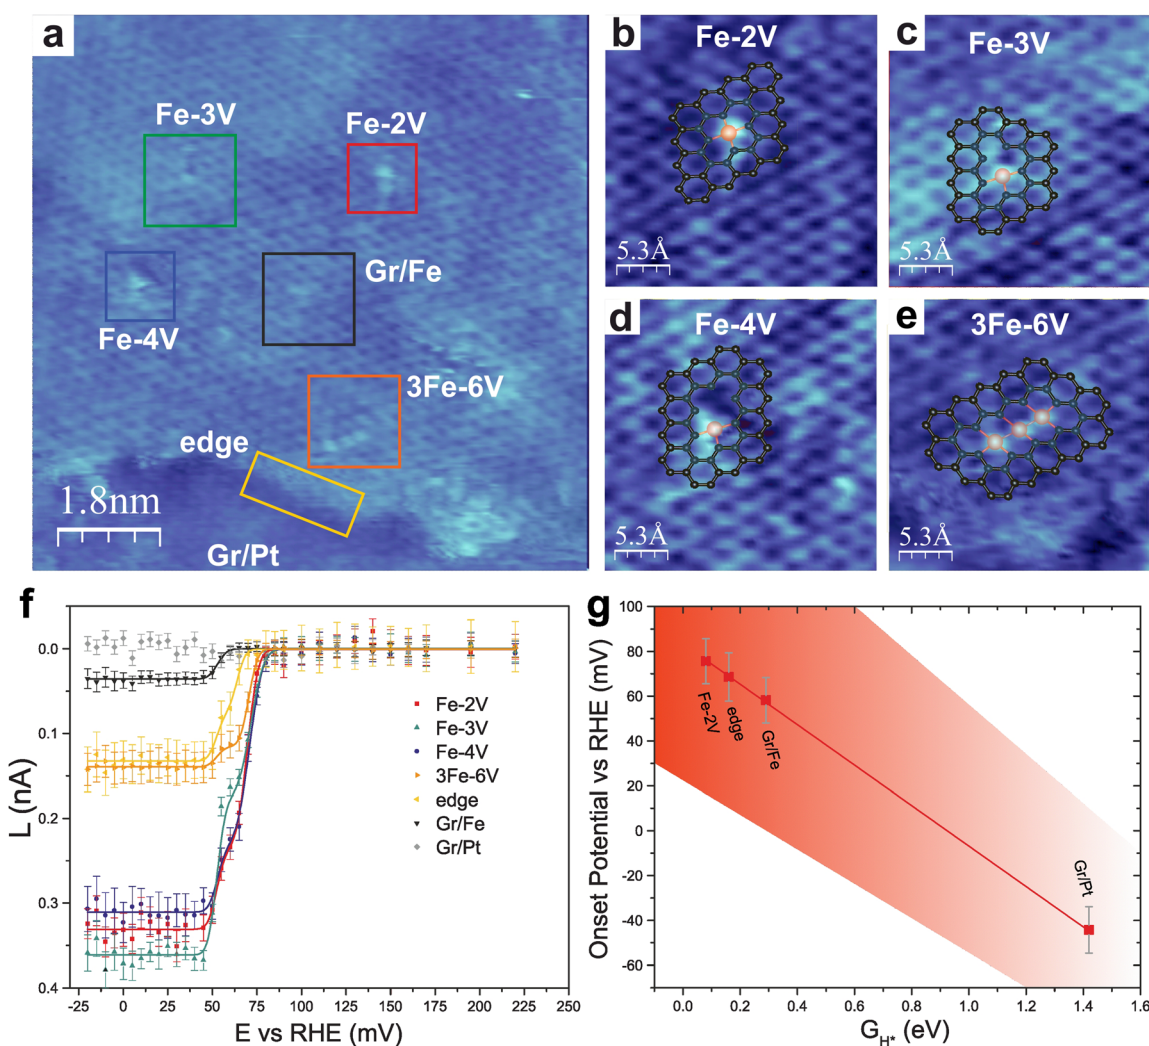 a
Fe-3V
Fe-2V
Gr/Fe
Fe-4V
3Fe-6V
edge
1.8nm
Gr/Pt
b
Fe-2V
5.3Å
c
Fe-3V
5.3Å
d
Fe-4V
5.3Å
e
3Fe-6V
5.3Å
f
0.0
0.1
0.2
0.3
0.4
L (nA)
Fe-2V
Fe-3V
Fe-4V
3Fe-6V
edge
Gr/Fe
Gr/Pt
-25 0 25 50 75 100 125 150 175 200 225 250
E vs RHE (mV)
g
100
80
60
40
20
0
-20
-40
-60
Onset Potential vs RHE (mV)
Fe-2V
edge
Gr/Fe
Gr/Pt
0.0 0.2 0.4 0.6 0.8 1.0 1.2 1.4 1.6
G_H* (eV)